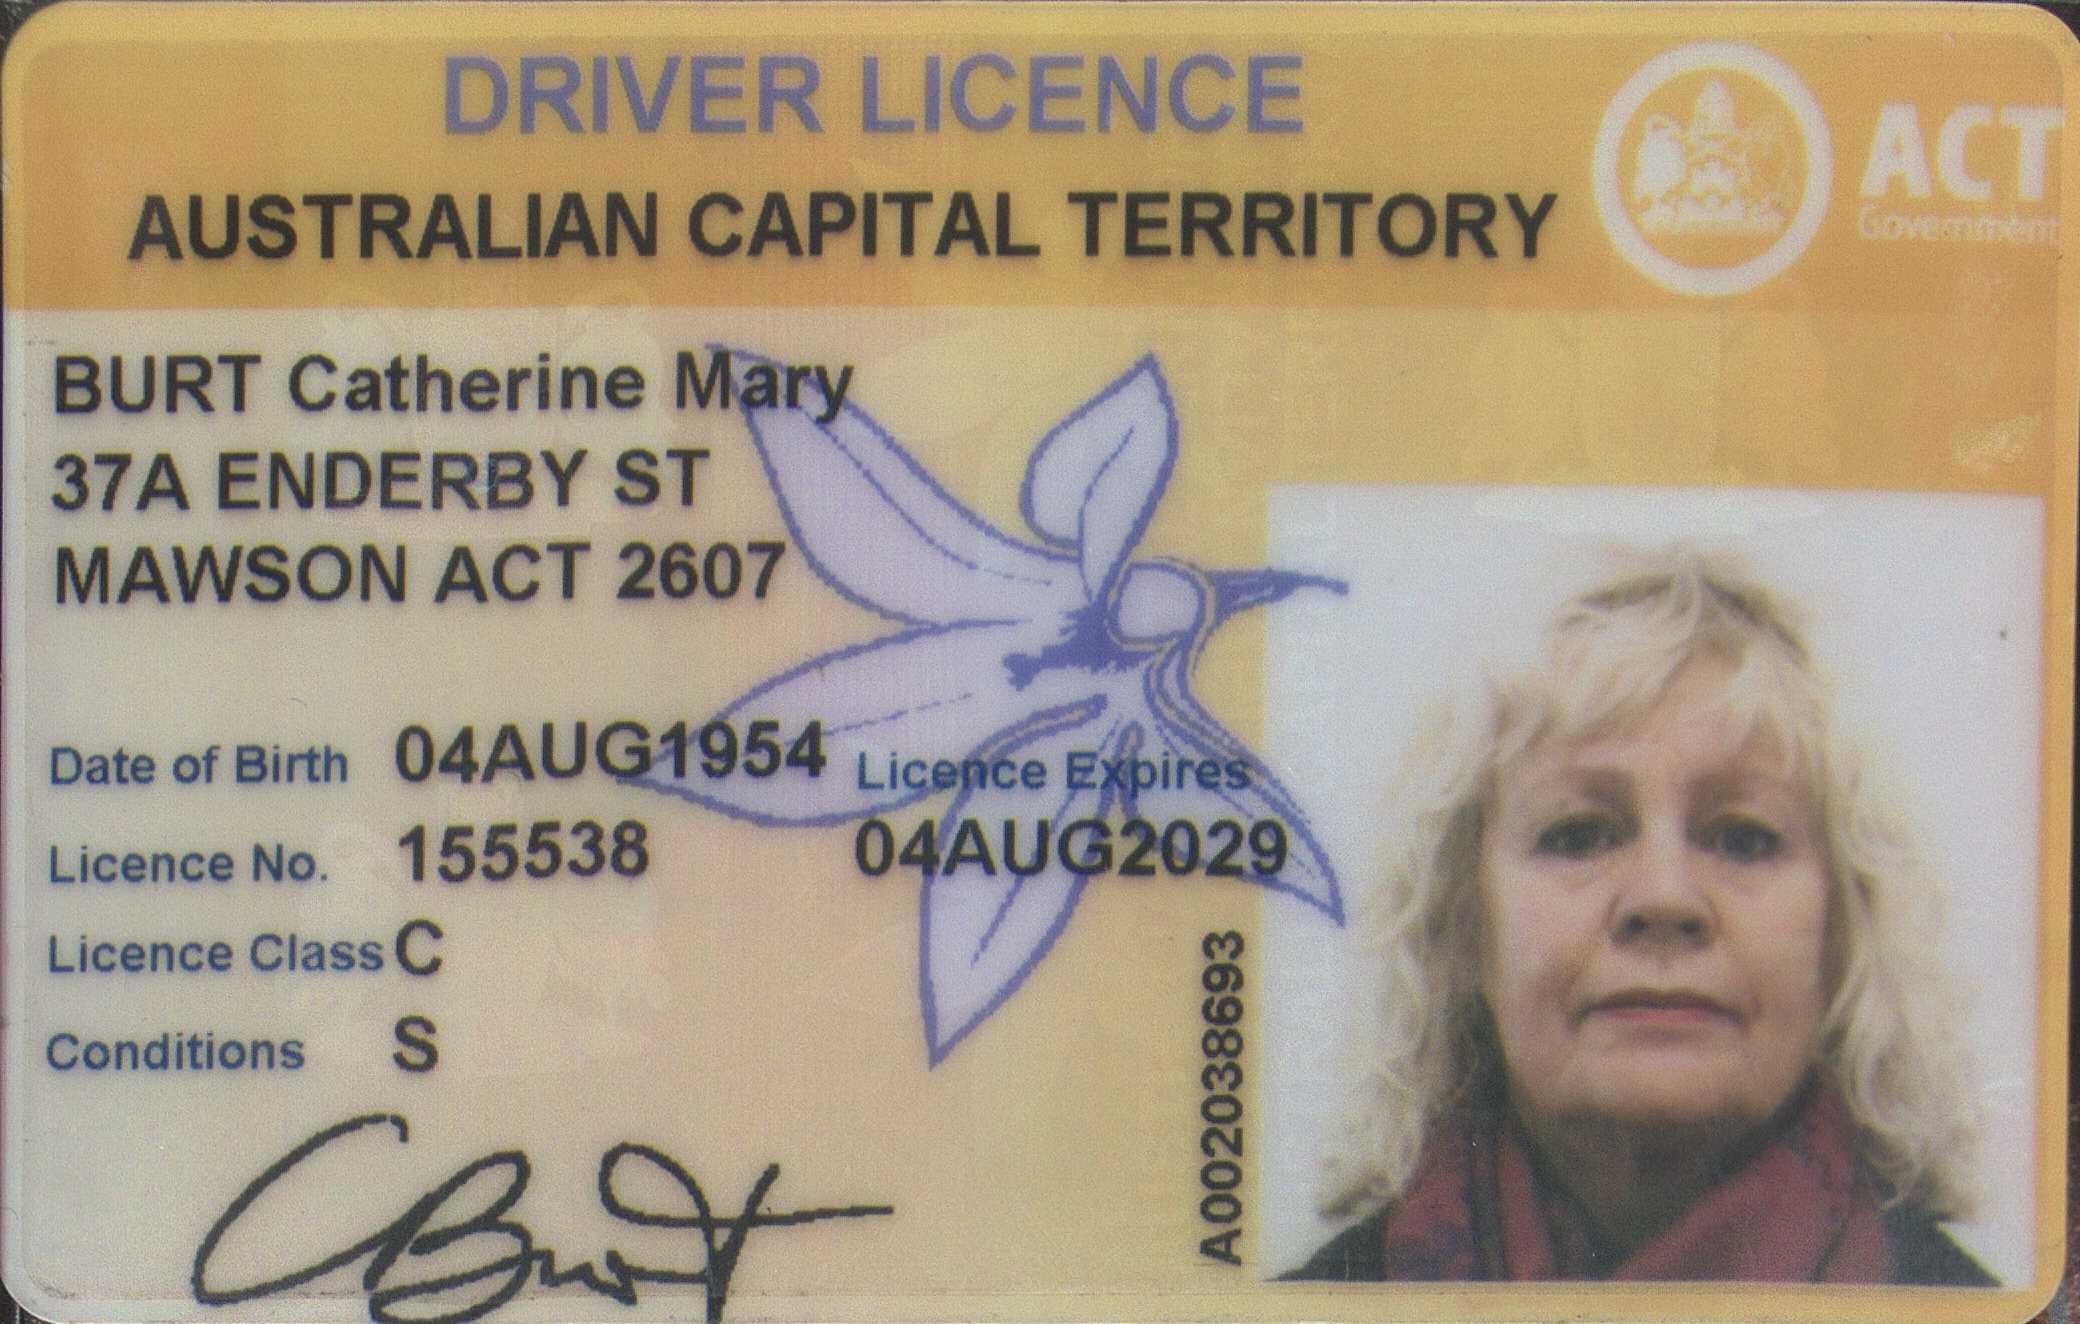 DRIVER LICENCE
AUSTRALIAN CAPITAL TERRITORY
ACT
Government
BURT Catherine Mary
37A ENDERBY ST
MAWSON ACT 2607
Date of Birth 04AUG1954
Licence Expires
Licence No. 155538
04AUG2029
Licence Class C
Conditions S
A002038693
CBurt